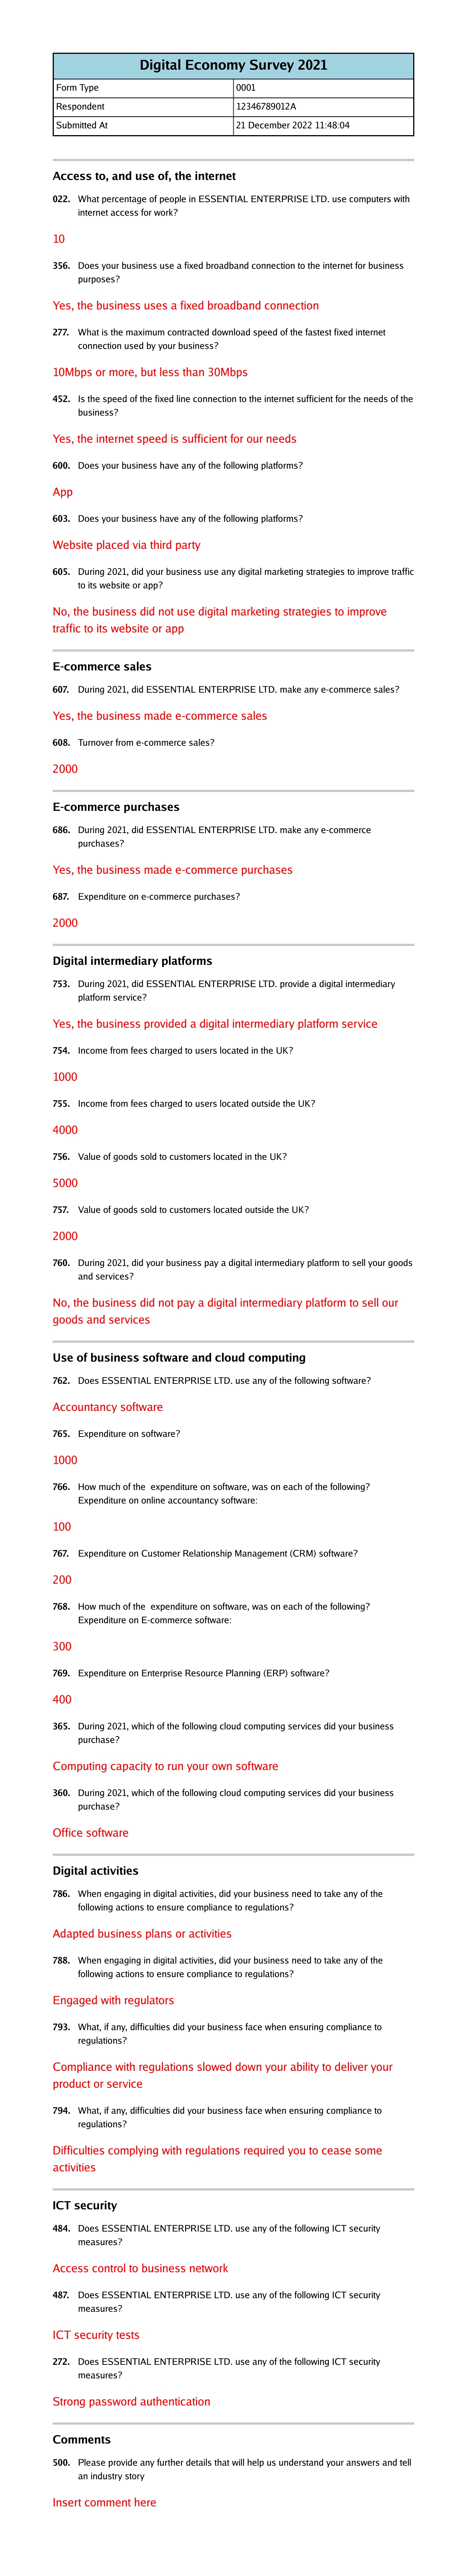 Digital Economy Survey 2021
Form Type 0001
Respondent 12346789012A
Submitted At 21 December 2022 11:48:04
Access to, and use of, the internet
022. What percentage of people in ESSENTIAL ENTERPRISE LTD. use computers with
internet access for work?
10
356. Does your business use a fixed broadband connection to the internet for business
purposes?
Yes, the business uses a fixed broadband connection
277. What is the maximum contracted download speed of the fastest fixed internet
connection used by your business?
10Mbps or more, but less than 30Mbps
452. Is the speed of the fixed line connection to the internet sufficient for the needs of the
business?
Yes, the internet speed is sufficient for our needs
600. Does your business have any of the following platforms?
App
603. Does your business have any of the following platforms?
Website placed via third party
605. During 2021, did your business use any digital marketing strategies to improve traffic
to its website or app?
No, the business did not use digital marketing strategies to improve
traffic to its website or app
E-commerce sales
607. During 2021, did ESSENTIAL ENTERPRISE LTD. make any e-commerce sales?
Yes, the business made e-commerce sales
608. Turnover from e-commerce sales?
2000
E-commerce purchases
686. During 2021, did ESSENTIAL ENTERPRISE LTD. make any e-commerce
purchases?
Yes, the business made e-commerce purchases
687. Expenditure on e-commerce purchases?
2000
Digital intermediary platforms
753. During 2021, did ESSENTIAL ENTERPRISE LTD. provide a digital intermediary
platform service?
Yes, the business provided a digital intermediary platform service
754. Income from fees charged to users located in the UK?
1000
755. Income from fees charged to users located outside the UK?
4000
756. Value of goods sold to customers located in the UK?
5000
757. Value of goods sold to customers located outside the UK?
2000
760. During 2021, did your business pay a digital intermediary platform to sell your goods
and services?
No, the business did not pay a digital intermediary platform to sell our
goods and services
Use of business software and cloud computing
762. Does ESSENTIAL ENTERPRISE LTD. use any of the following software?
Accountancy software
765. Expenditure on software?
1000
766. How much of the expenditure on software, was on each of the following?
Expenditure on online accountancy software:
100
767. Expenditure on Customer Relationship Management (CRM) software?
200
768. How much of the expenditure on software, was on each of the following?
Expenditure on E-commerce software:
300
769. Expenditure on Enterprise Resource Planning (ERP) software?
400
365. During 2021, which of the following cloud computing services did your business
purchase?
Computing capacity to run your own software
360. During 2021, which of the following cloud computing services did your business
purchase?
Office software
Digital activities
786. When engaging in digital activities, did your business need to take any of the
following actions to ensure compliance to regulations?
Adapted business plans or activities
788. When engaging in digital activities, did your business need to take any of the
following actions to ensure compliance to regulations?
Engaged with regulators
793. What, if any, difficulties did your business face when ensuring compliance to
regulations?
Compliance with regulations slowed down your ability to deliver your
product or service
794. What, if any, difficulties did your business face when ensuring compliance to
regulations?
Difficulties complying with regulations required you to cease some
activities
ICT security
484. Does ESSENTIAL ENTERPRISE LTD. use any of the following ICT security
measures?
Access control to business network
487. Does ESSENTIAL ENTERPRISE LTD. use any of the following ICT security
measures?
ICT security tests
272. Does ESSENTIAL ENTERPRISE LTD. use any of the following ICT security
measures?
Strong password authentication
Comments
500. Please provide any further details that will help us understand your answers and tell
an industry story
Insert comment here